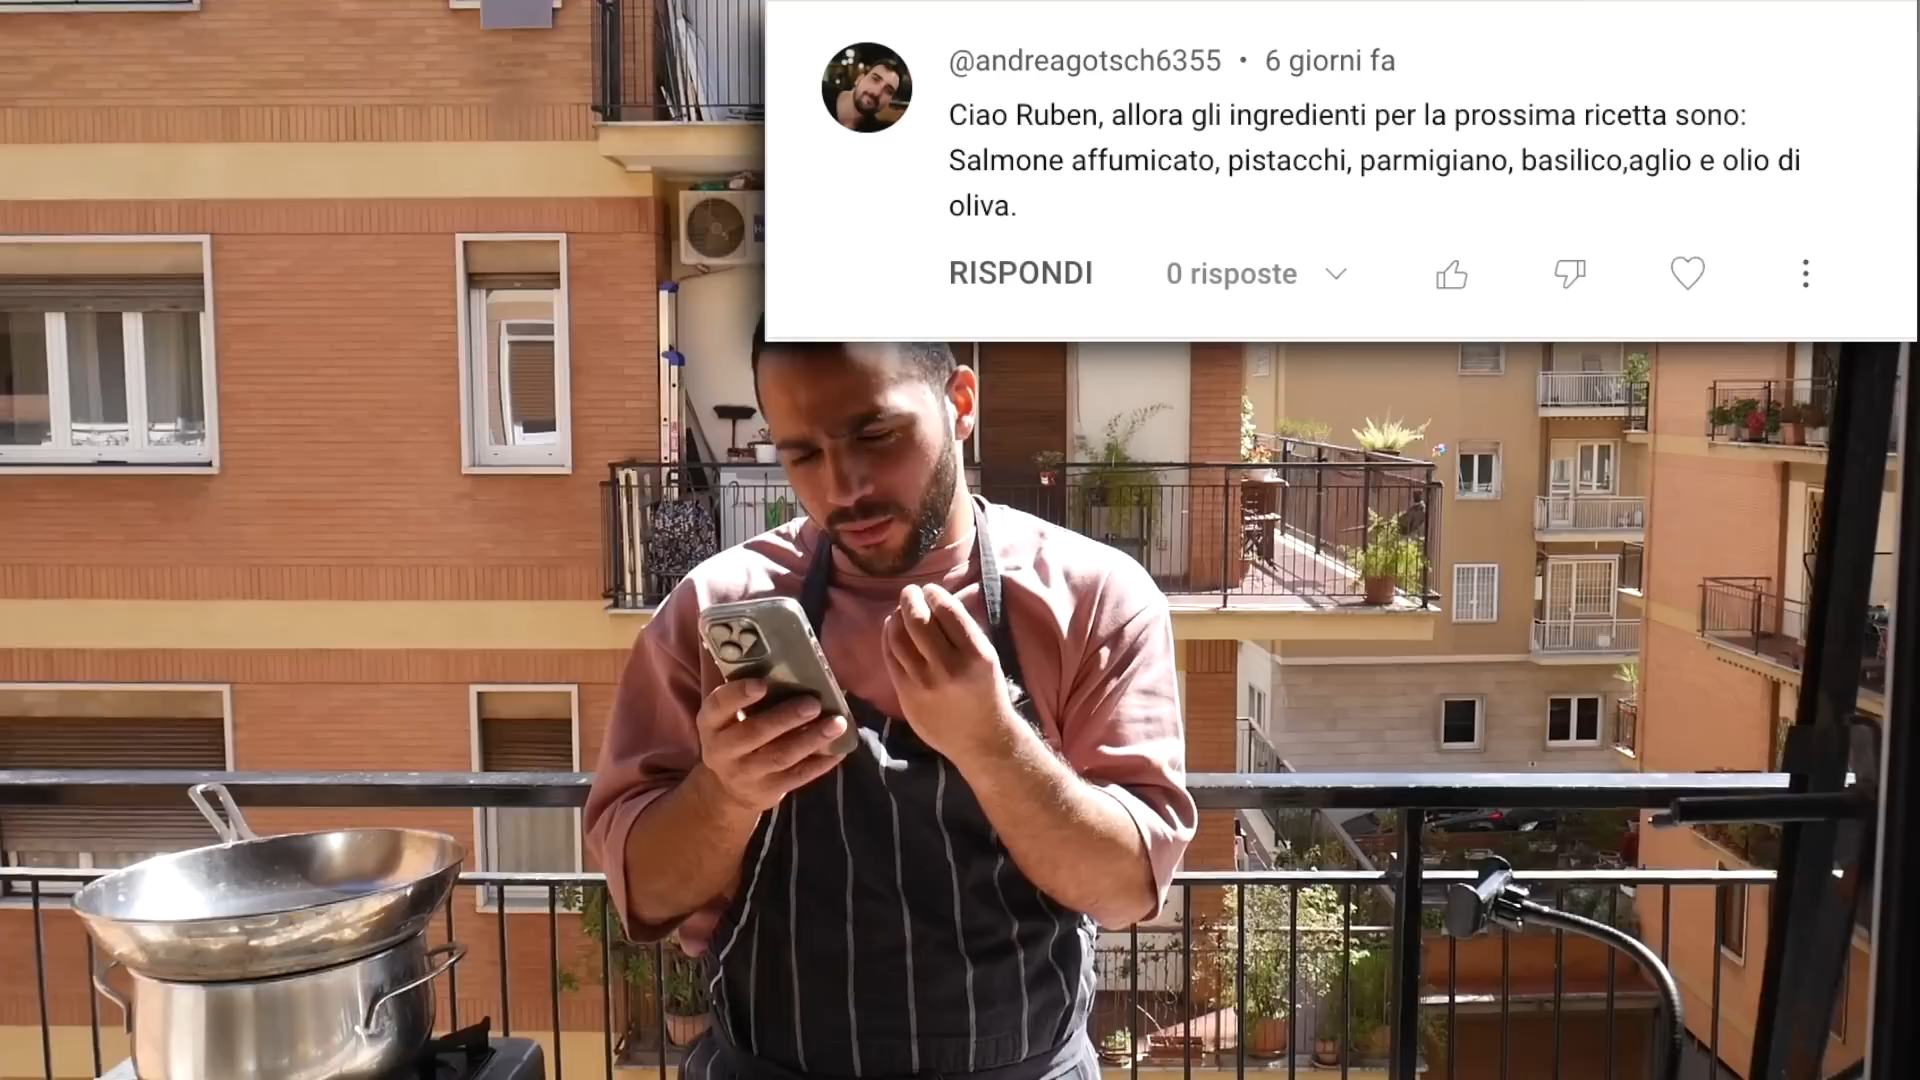 @andreagotsch6355 • 6 giorni fa
Ciao Ruben, allora gli ingredienti per la prossima ricetta sono:
Salmone affumicato, pistacchi, parmigiano, basilico,aglio e olio di
oliva.
RISPONDI 0 risposte